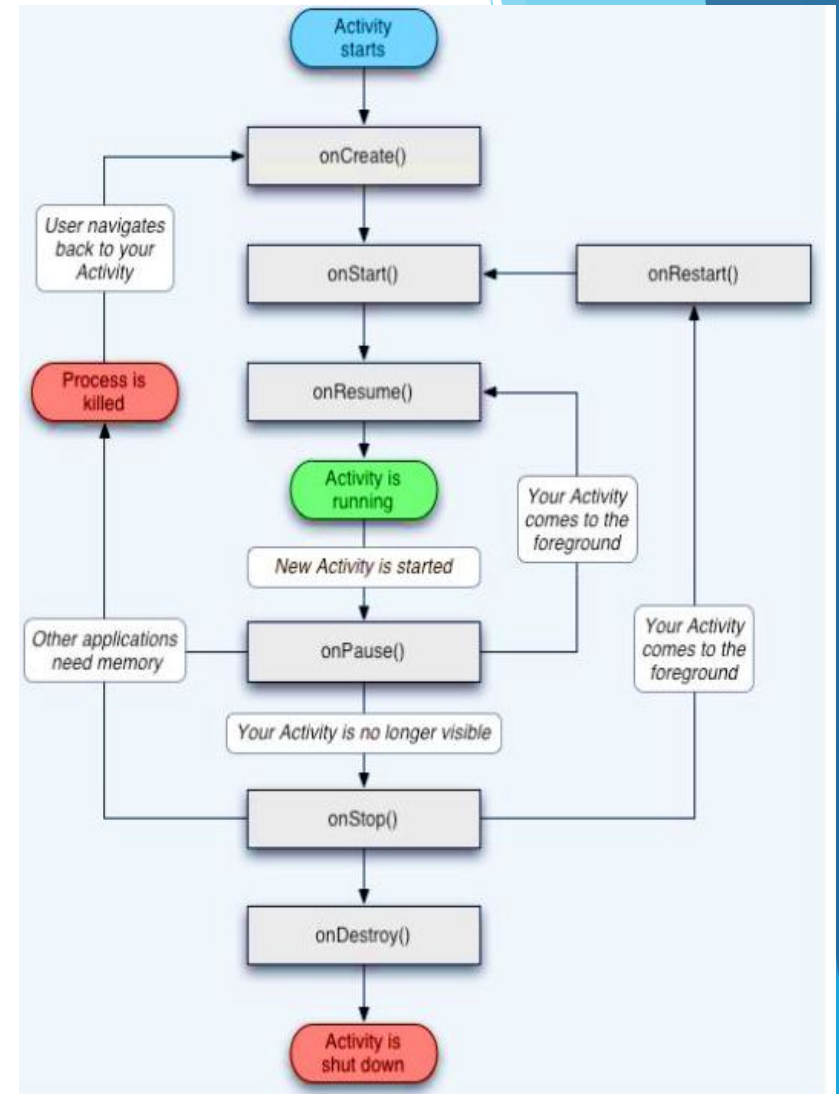 Activity
starts
onCreate()
User navigates
back to your
Activity
onStart()
onRestart()
Process is
killed
onResume()
Activity is
running
Your Activity
comes to the
foreground
New Activity is started
Other applications
need memory
onPause()
Your Activity
comes to the
foreground
Your Activity is no longer visible
onStop()
onDestroy()
Activity is
shut down